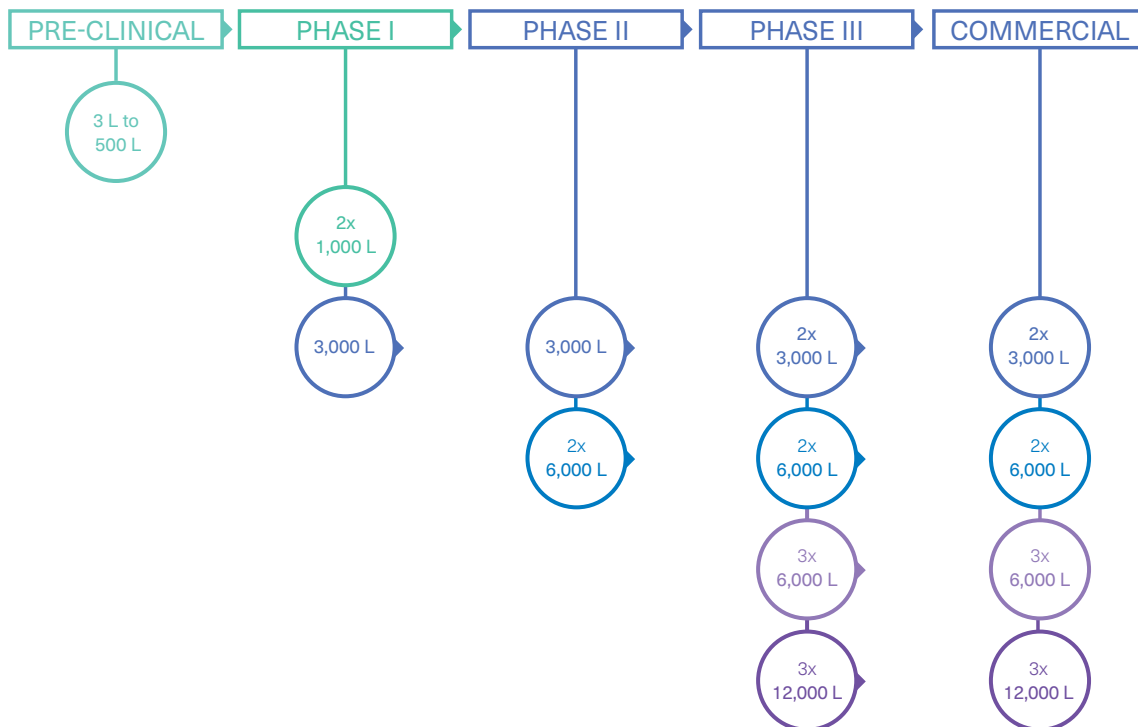 PRE-CLINICAL
PHASE I
PHASE II
PHASE III
COMMERCIAL
3 L to
500 L
2x
1,000 L
3,000 L
3,000 L
2x
6,000 L
2x
3,000 L
2x
6,000 L
3x
6,000 L
3x
12,000 L
2x
3,000 L
2x
6,000 L
3x
6,000 L
3x
12,000 L